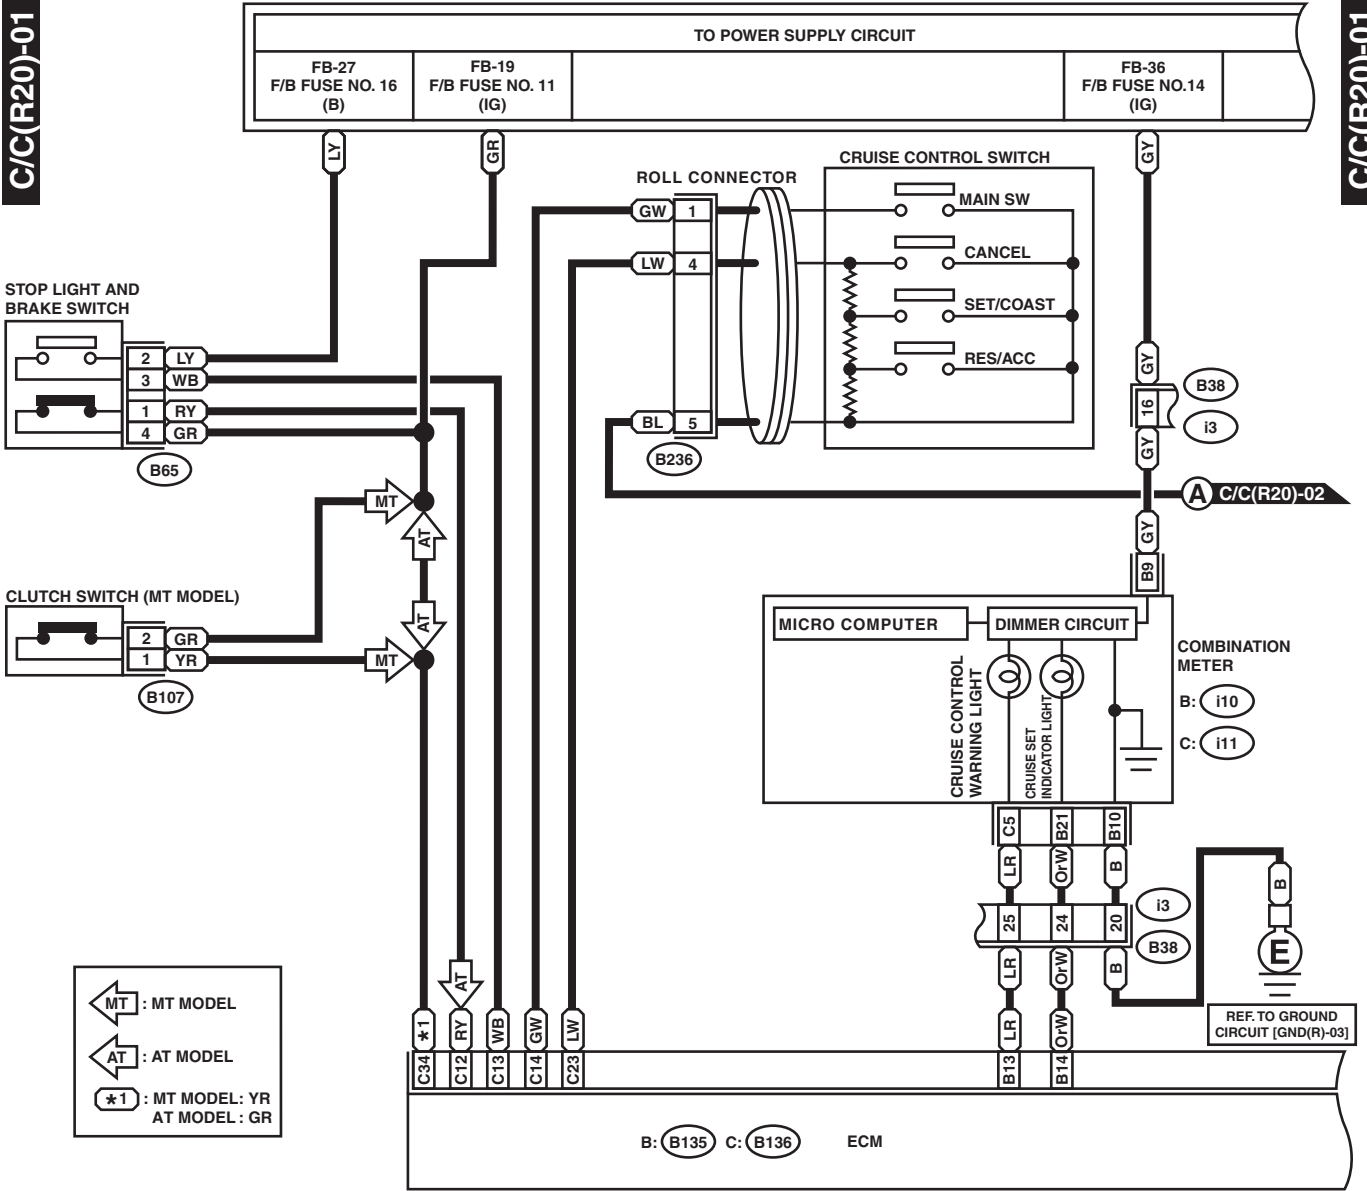 C/C(R20)-01
C/C(R20)-01
TO POWER SUPPLY CIRCUIT
FB-27
F/B FUSE NO. 16
(B)
FB-19
F/B FUSE NO. 11
(IG)
FB-36
F/B FUSE NO.14
(IG)
LY
GR
GY
CRUISE CONTROL SWITCH
ROLL CONNECTOR
GW 1
MAIN SW
LW 4
CANCEL
SET/COAST
RES/ACC
BL 5
B236
STOP LIGHT AND
BRAKE SWITCH
2 LY
3 WB
1 RY
4 GR
B65
GY
16
B38
i3
GY
A C/C(R20)-02
GY
B9
MT
AT
CLUTCH SWITCH (MT MODEL)
2 GR
1 YR
B107
AT
MT
MICRO COMPUTER
DIMMER CIRCUIT
CRUISE CONTROL
WARNING LIGHT
CRUISE SET
INDICATOR LIGHT
COMBINATION
METER
B: i10
C: i11
C5 B21 B10
LR OrW B
25 24 20
i3
B38
LR OrW B
B
E
REF. TO GROUND
CIRCUIT [GND(R)-03]
AT
MT : MT MODEL
AT : AT MODEL
*1 : MT MODEL: YR
AT MODEL : GR
*1 RY WB GW LW LR OrW
C34 C12 C13 C14 C23 B13 B14
B: B135 C: B136 ECM